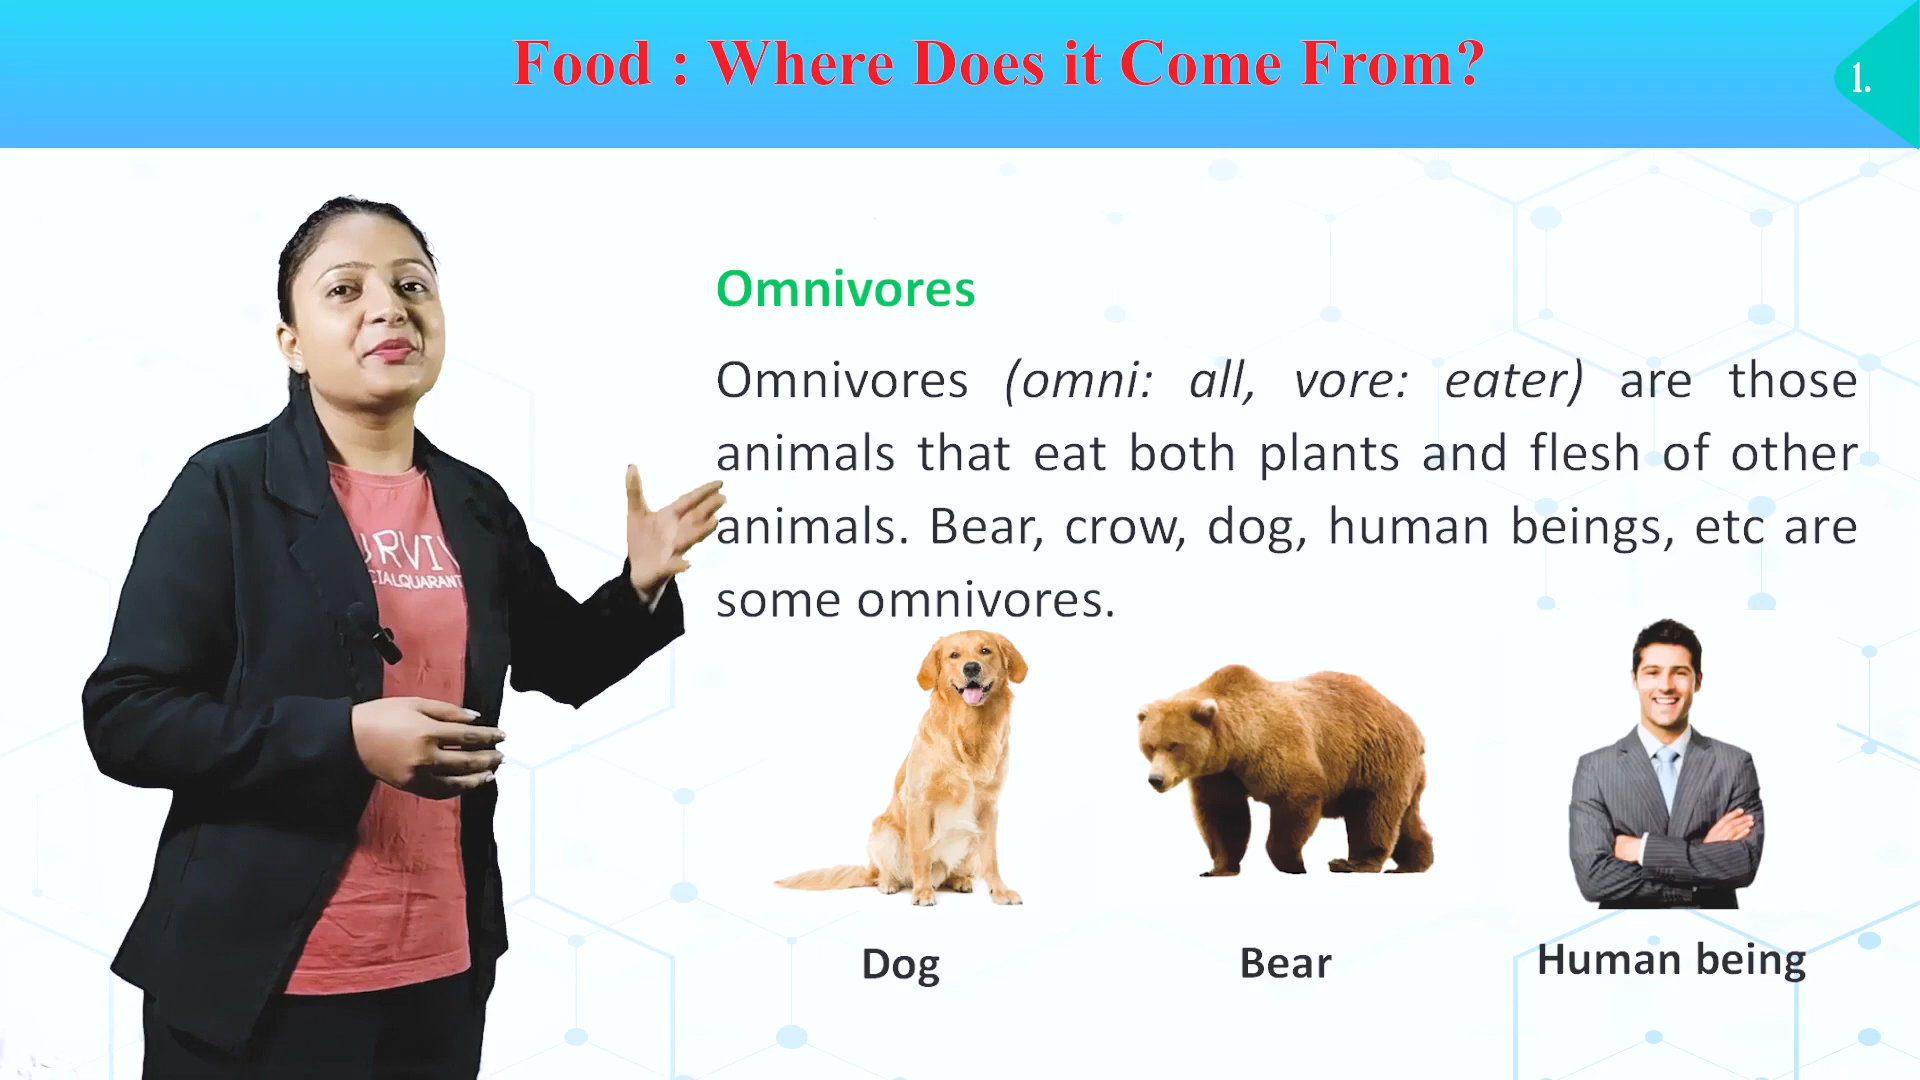 Food : Where Does it Come From?
1.
Omnivores
Omnivores (omni: all, vore: eater) are those
animals that eat both plants and flesh of other
animals. Bear, crow, dog, human beings, etc are
some omnivores.
Dog
Bear
Human being